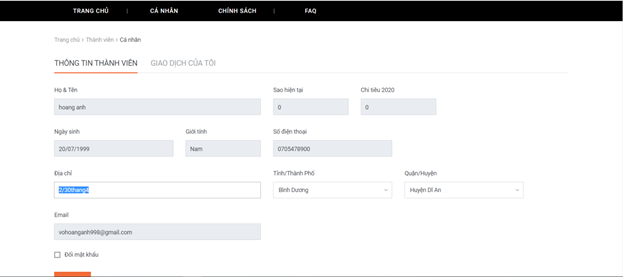 TRANG CHỦ | CÁ NHÂN CHÍNH SÁCH | FAQ
Trang chủ › Thành viên › Cá nhân
THÔNG TIN THÀNH VIÊN GIAO DỊCH CỦA TÔI
Họ & Tên Sao hiện tại Chi tiêu 2020
hoang anh 0 0
Ngày sinh Giới tính Số điện thoại
20/07/1999 Nam 0705478900
Địa chỉ Tỉnh/Thành Phố Quận/Huyện
2/30thang4 Bình Dương Huyện Dĩ An
Email
vohoanganh998@gmail.com
Đổi mật khẩu